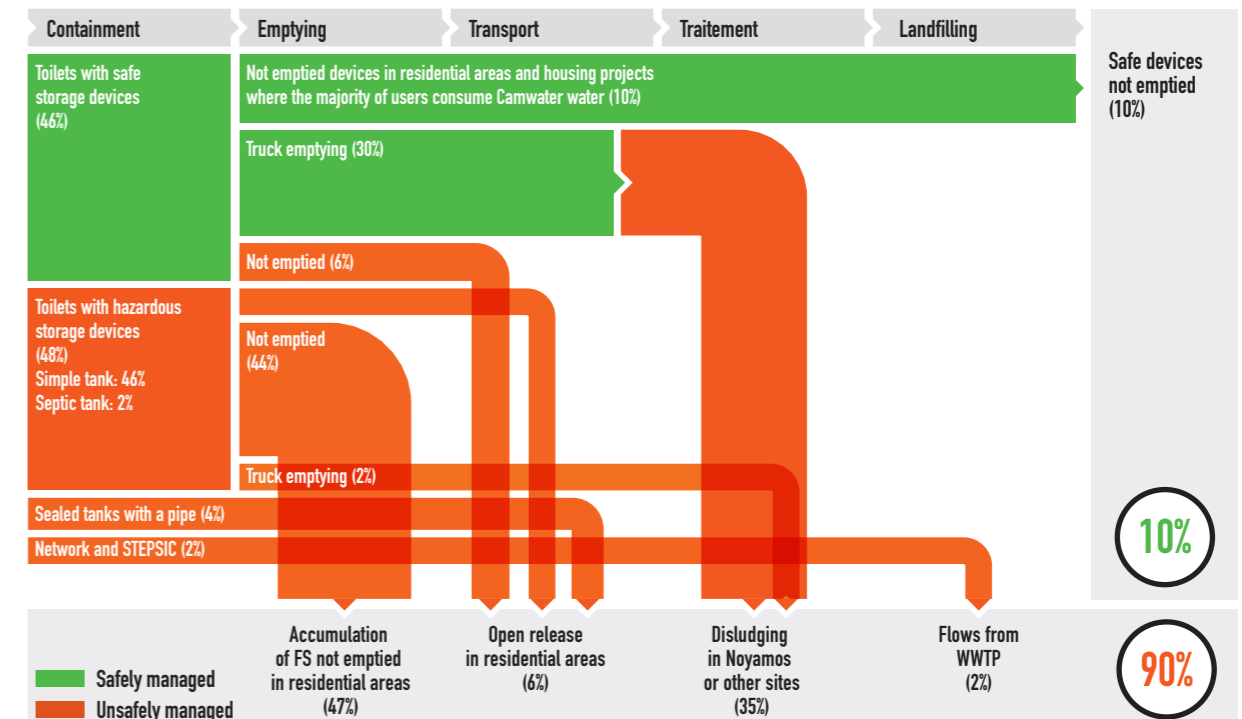 Containment
Emptying
Transport
Traitement
Landfilling
Toilets with safe
storage devices
(46%)
Not emptied devices in residential areas and housing projects
where the majority of users consume Camwater water (10%)
Safe devices
not emptied
(10%)
Truck emptying (30%)
Not emptied (6%)
Toilets with hazardous
storage devices
(48%)
Simple tank: 46%
Septic tank: 2%
Not emptied
(44%)
Truck emptying (2%)
Sealed tanks with a pipe (4%)
Network and STEPSIC (2%)
10%
Accumulation
of FS not emptied
in residential areas
(47%)
Open release
in residential areas
(6%)
Disludging
in Noyamos
or other sites
(35%)
Flows from
WWTP
(2%)
90%
Safely managed
Unsafely managed